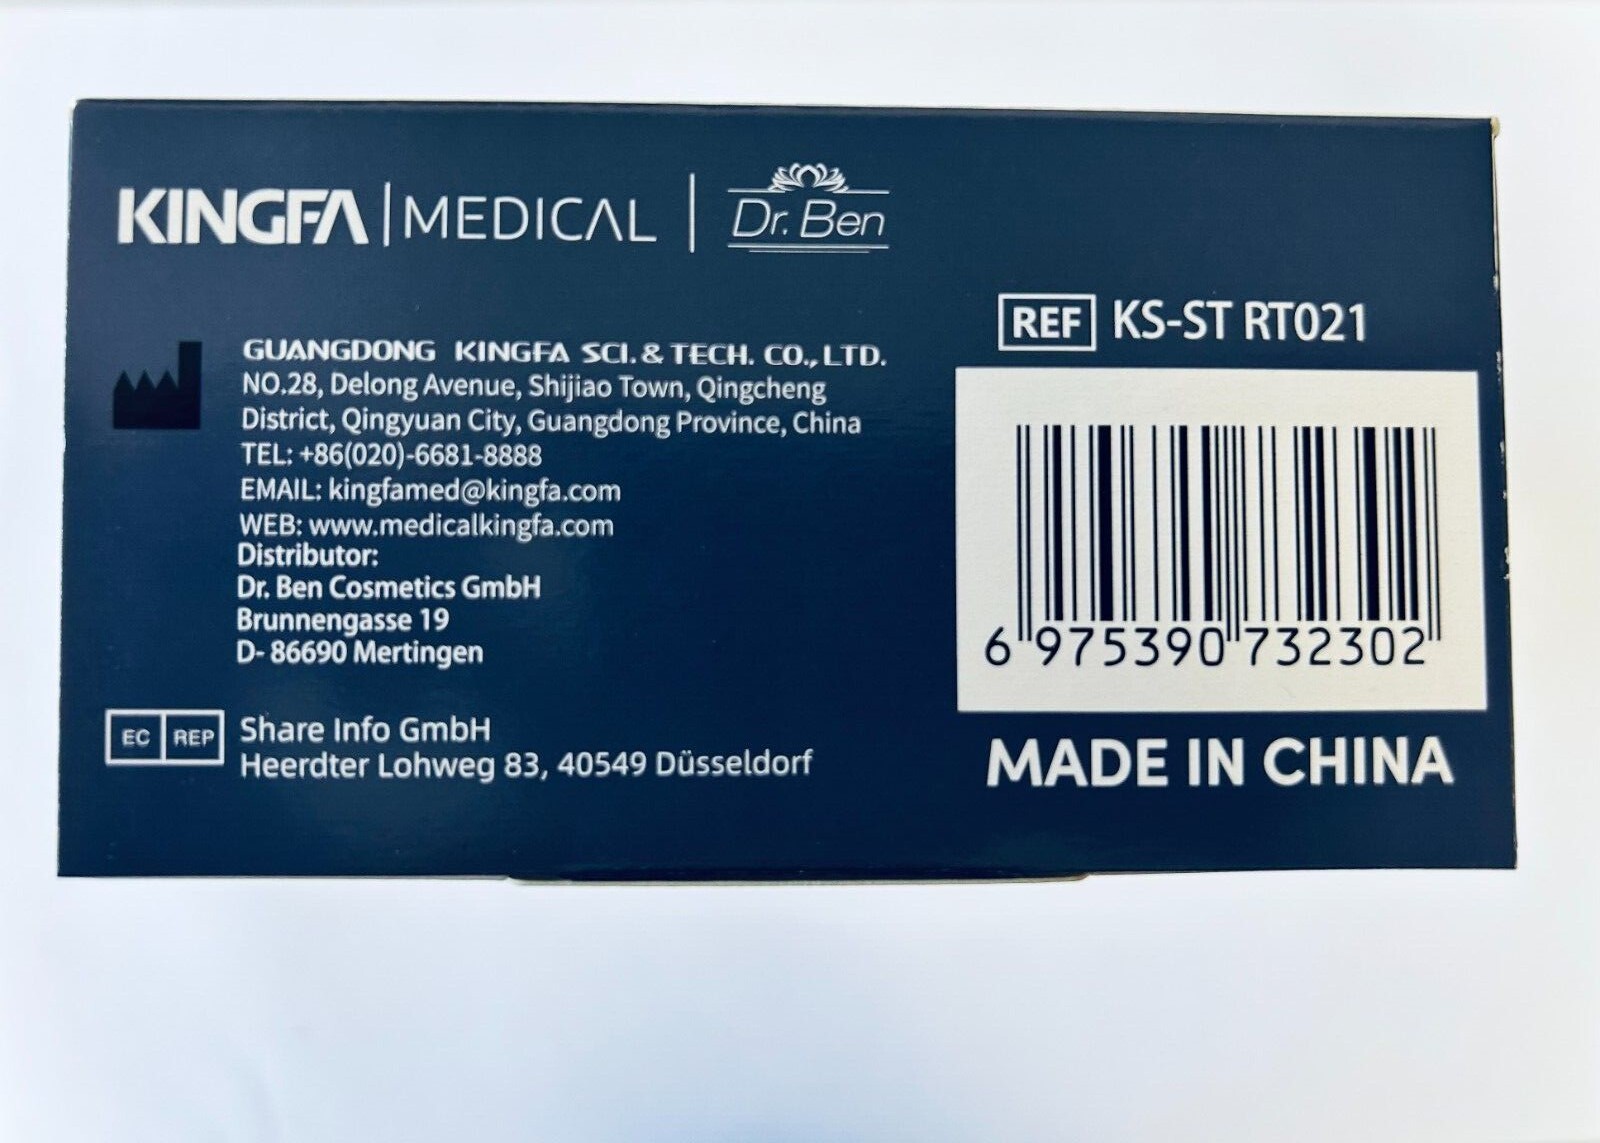 KINGFA | MEDICAL | Dr. Ben
GUANGDONG KINGFA SCI. & TECH. CO., LTD.
NO.28, Delong Avenue, Shijiao Town, Qingcheng
District, Qingyuan City, Guangdong Province, China
TEL: +86(020)-6681-8888
EMAIL: kingfamed@kingfa.com
WEB: www.medicalkingfa.com
Distributor:
Dr. Ben Cosmetics GmbH
Brunnengasse 19
D- 86690 Mertingen
EC REP
Share Info GmbH
Heerdter Lohweg 83, 40549 Düsseldorf
REF KS-ST RT021
6 975390 732302
MADE IN CHINA